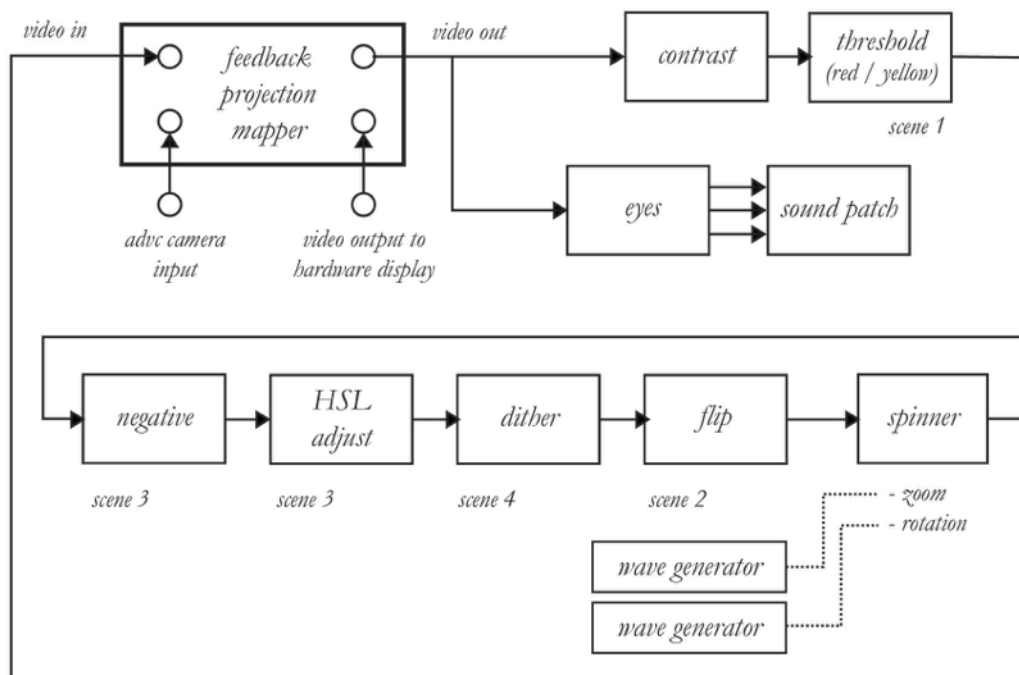 video in
feedback
projection
mapper
video out
contrast
threshold
(red / yellow)
scene 1
advc camera
input
video output to
hardware display
eyes
sound patch
negative
HSL
adjust
dither
flip
spinner
scene 3
scene 3
scene 4
scene 2
- zoom
- rotation
wave generator
wave generator